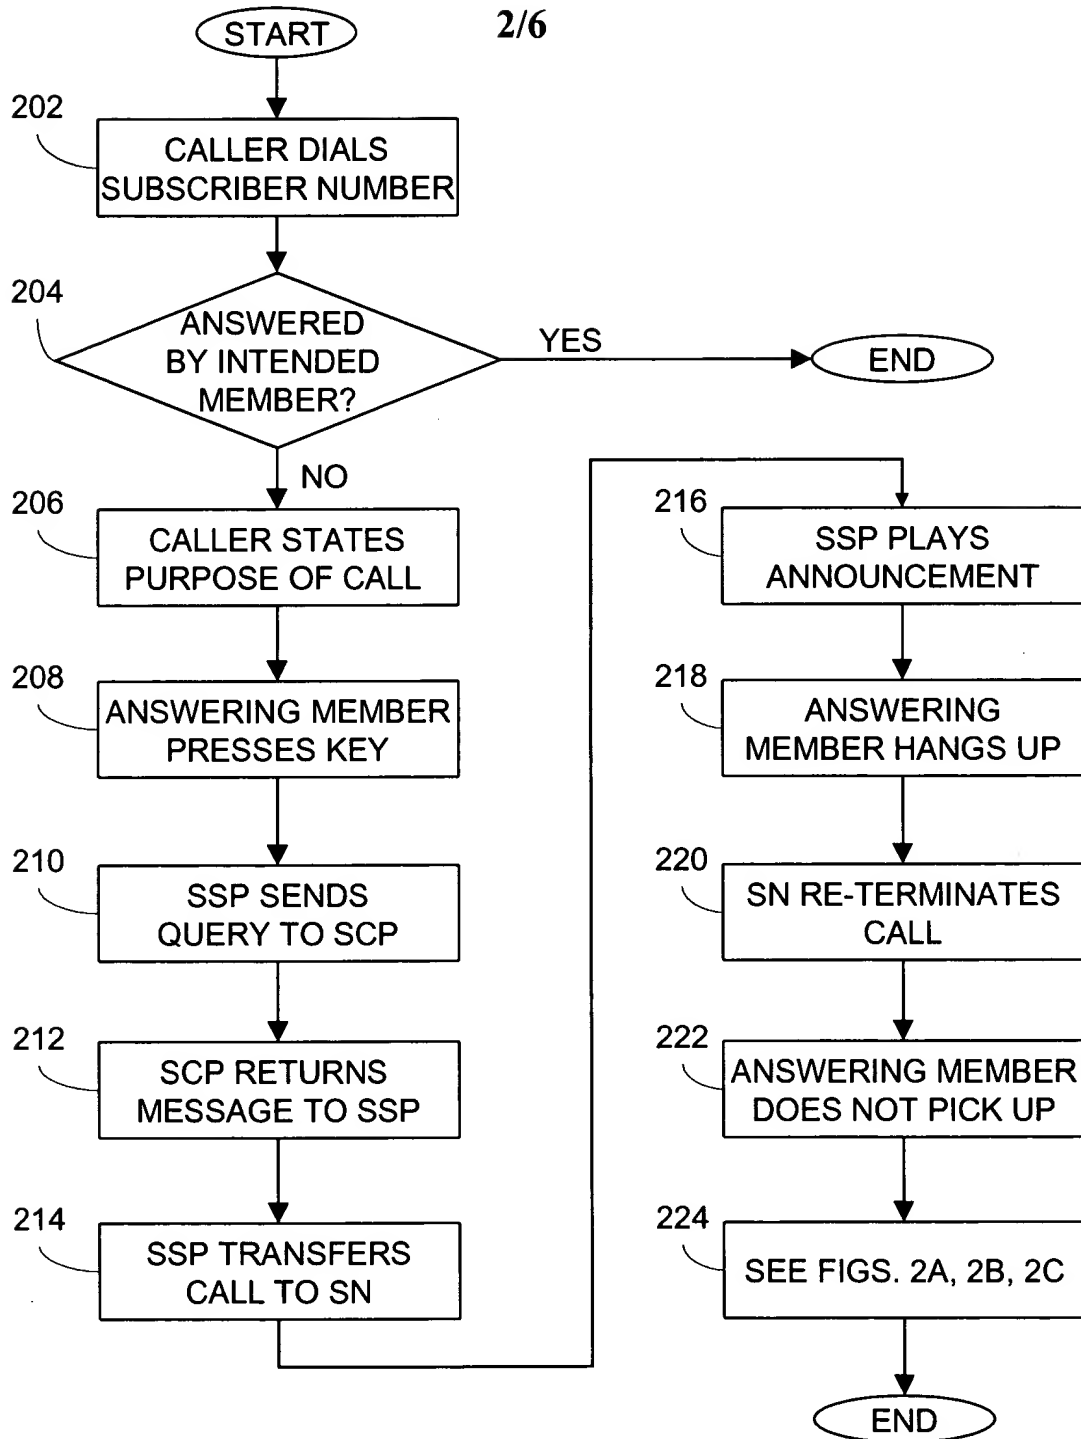 2/6
START
202
CALLER DIALS
SUBSCRIBER NUMBER
204
ANSWERED
BY INTENDED
MEMBER?
YES
END
NO
206
CALLER STATES
PURPOSE OF CALL
208
ANSWERING MEMBER
PRESSES KEY
210
SSP SENDS
QUERY TO SCP
212
SCP RETURNS
MESSAGE TO SSP
214
SSP TRANSFERS
CALL TO SN
216
SSP PLAYS
ANNOUNCEMENT
218
ANSWERING
MEMBER HANGS UP
220
SN RE-TERMINATES
CALL
222
ANSWERING MEMBER
DOES NOT PICK UP
224
SEE FIGS. 2A, 2B, 2C
END